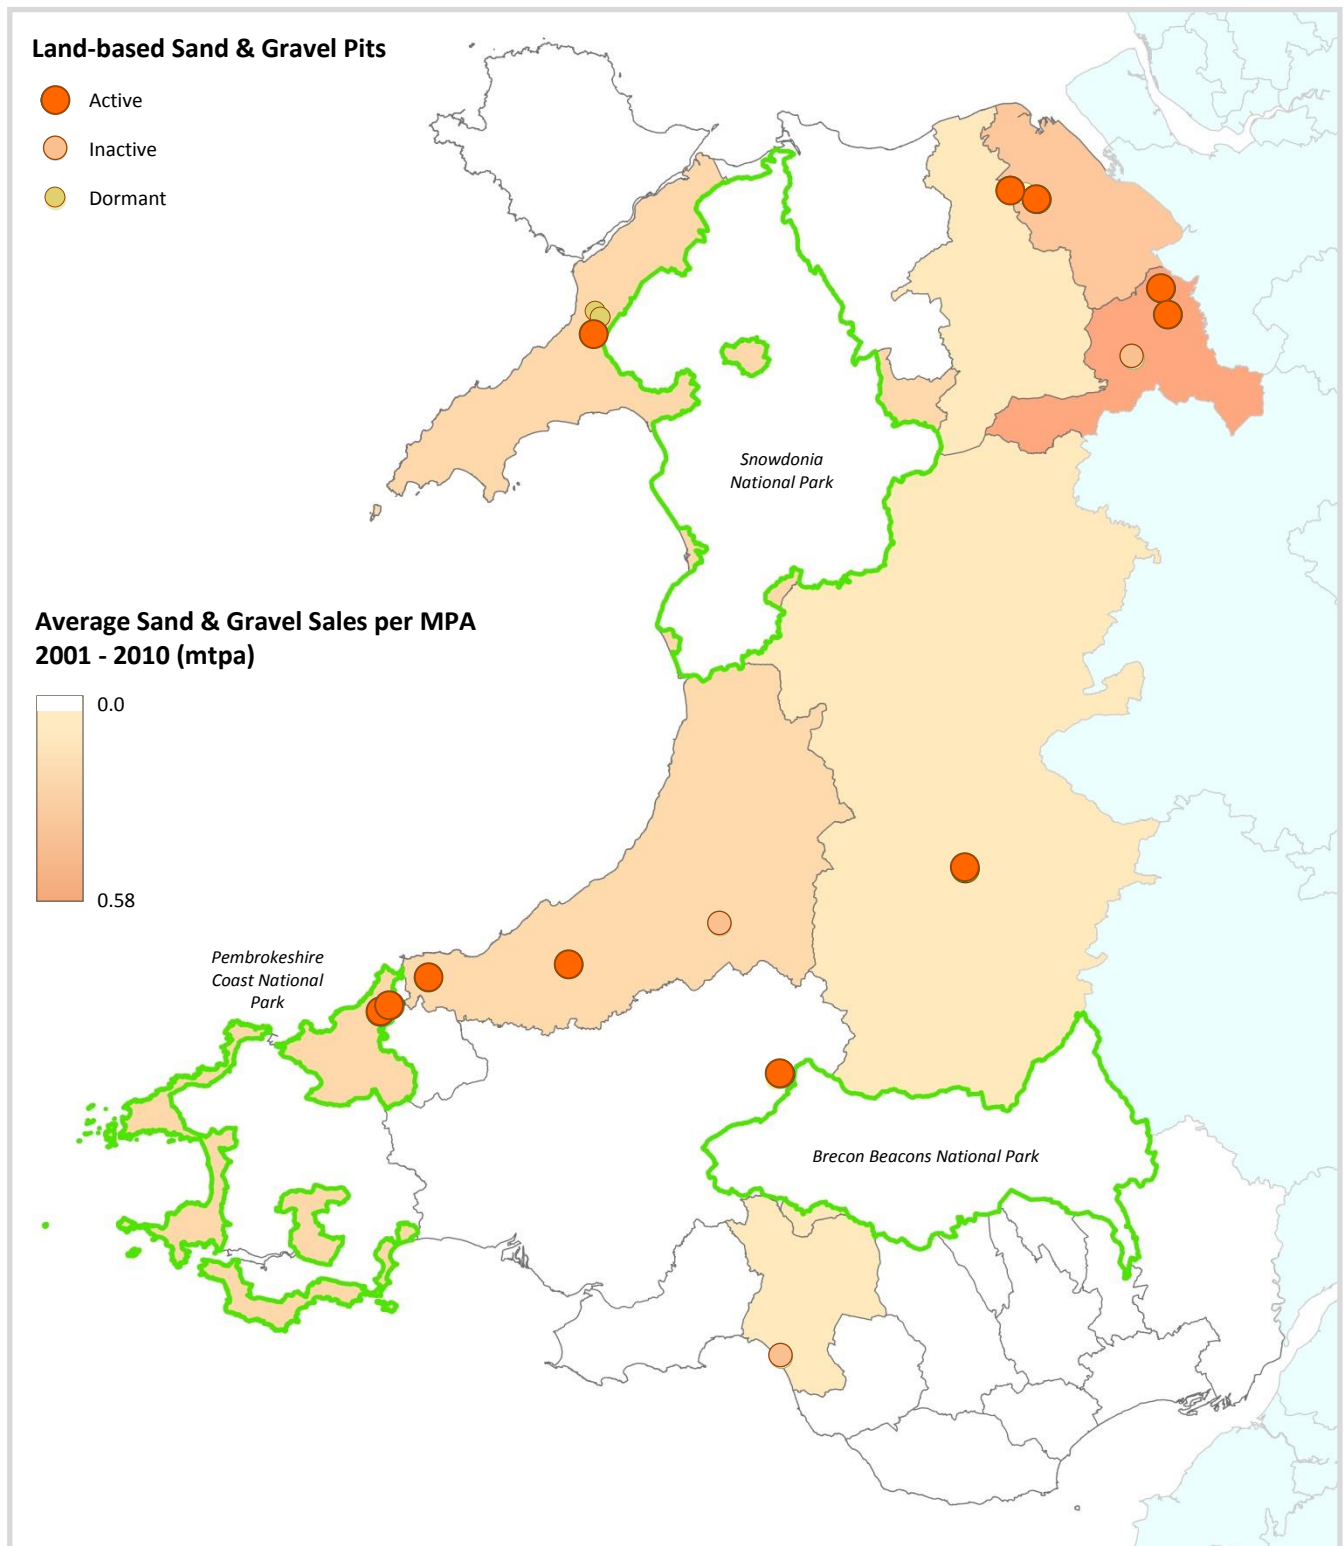 Land-based Sand & Gravel Pits
Active
Inactive
Dormant
Snowdonia
National Park
Average Sand & Gravel Sales per MPA
2001 - 2010 (mtpa)
0.0
0.58
Pembrokeshire
Coast National
Park
Brecon Beacons National Park